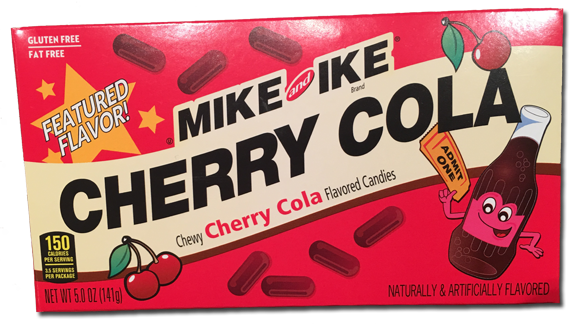 GLUTEN FREE
FAT FREE
FEATURED
FLAVOR!
MIKE and IKE®
Brand
®
CHERRY COLA
Chewy Cherry Cola Flavored Candies
ADMIT
ONE
150
CALORIES
PER SERVING
3.5 SERVINGS
PER PACKAGE
NET WT 5.0 OZ (141g)
NATURALLY & ARTIFICIALLY FLAVORED